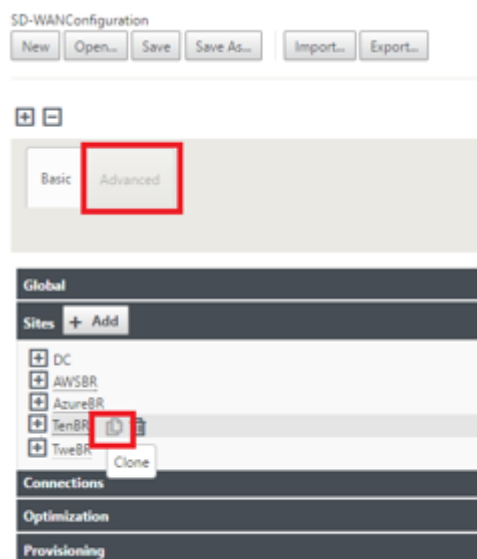 SD-WANConfiguration
New Open... Save Save As... Import... Export...
Basic Advanced
Global
Sites + Add
DC
AWSBR
AzureBR
TenBR
TweBR
Clone
Connections
Optimization
Provisioning